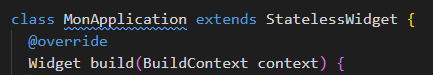 class MonApplication extends StatelessWidget {
  @override
  Widget build(BuildContext context) {